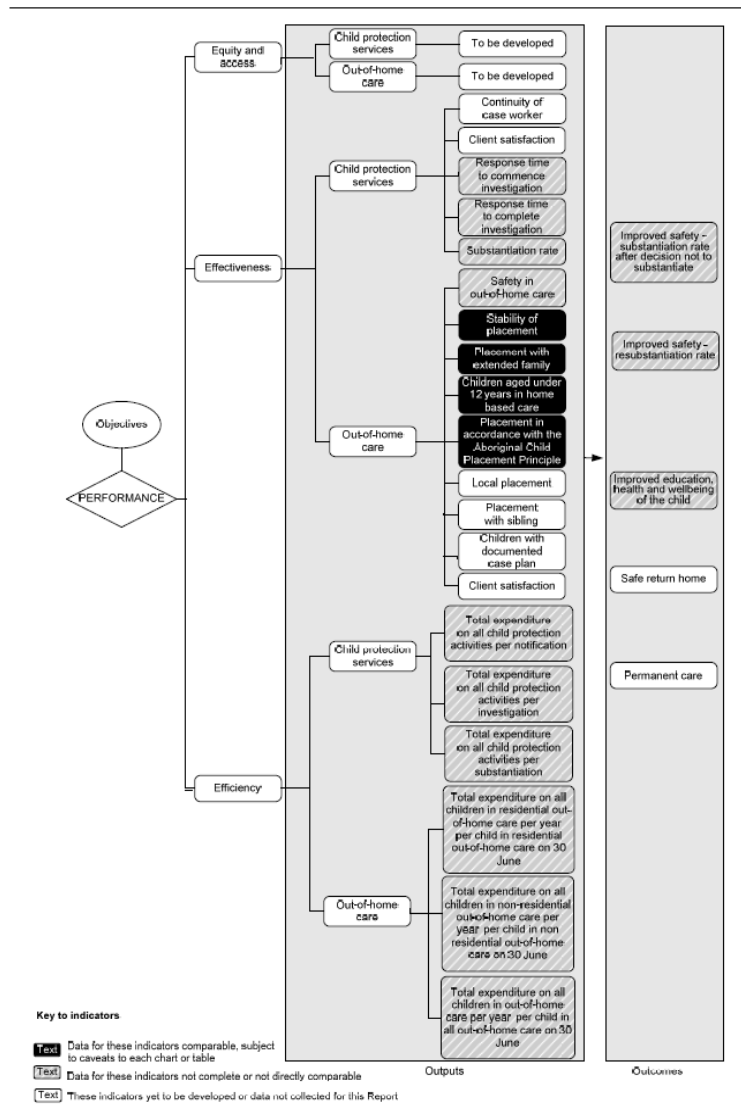 Equity and
access
Child protection
services
To be developed
Out-of-home
care
To be developed
Objectives
PERFORMANCE
Effectiveness
Child protection
services
Continuity of
case worker
Client satisfaction
Response time
to commence
investigation
Response time
to complete
investigation
Substantiation rate
Out-of-home
care
Safety in
out-of-home care
Stability of
placement
Placement with
extended family
Children aged under
12 years in home
based care
Placement in
accordance with the
Aboriginal Child
Placement Principle
Local placement
Placement
with sibling
Children with
documented
case plan
Client satisfaction
Efficiency
Child protection
services
Total expenditure
on all child protection
activities per notification
Total expenditure
on all child protection
activities per
investigation
Total expenditure
on all child protection
activities per
substantiation
Out-of-home
care
Total expenditure on all
children in residential out-
of-home care per year
per child in residential
out-of-home care on 30
June
Total expenditure on all
children in non-residential
out-of-home care per
year per child in non
residential out-of-home
care on 30 June
Total expenditure on all
children in out-of-home
care per year per child in
all out-of-home care on 30
June
Outputs
Improved safety –
substantiation rate
after decision not to
substantiate
Improved safety –
resubstantiation rate
Improved education,
health and wellbeing
of the child
Safe return home
Permanent care
Outcomes
Key to indicators
Text Data for these indicators comparable, subject
to caveats to each chart or table
Text Data for these indicators not complete or not directly comparable
Text These indicators yet to be developed or data not collected for this Report